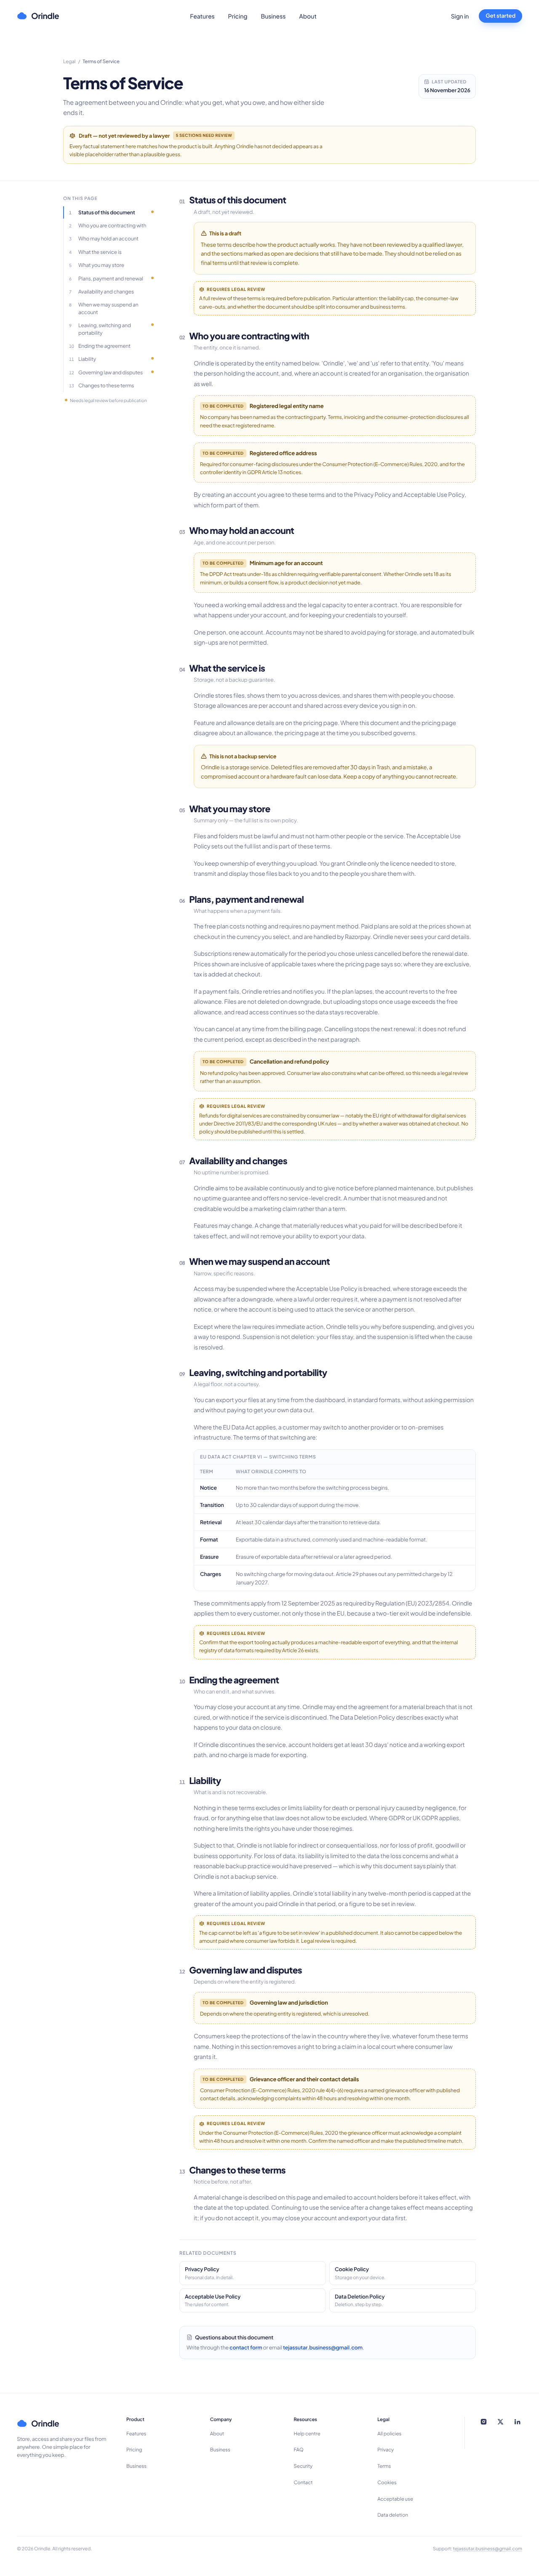 Orindle
Features
Pricing
Business
About
Sign in
Get started
Legal / Terms of Service
Terms of Service
The agreement between you and Orindle: what you get, what you owe, and how either side
ends it.
LAST UPDATED
16 November 2026
Draft — not yet reviewed by a lawyer
5 SECTIONS NEED REVIEW
Every factual statement here matches how the product is built. Anything Orindle has not decided appears as a
visible placeholder rather than a plausible guess.
ON THIS PAGE
1 Status of this document
2 Who you are contracting with
3 Who may hold an account
4 What the service is
5 What you may store
6 Plans, payment and renewal
7 Availability and changes
8 When we may suspend an
account
9 Leaving, switching and
portability
10 Ending the agreement
11 Liability
12 Governing law and disputes
13 Changes to these terms
Needs legal review before publication
01 Status of this document
A draft, not yet reviewed.
This is a draft
These terms describe how the product actually works. They have not been reviewed by a qualified lawyer,
and the sections marked as open are decisions that still have to be made. They should not be relied on as
final terms until that review is complete.
REQUIRES LEGAL REVIEW
A full review of these terms is required before publication. Particular attention: the liability cap, the consumer-law
carve-outs, and whether the document should be split into consumer and business terms.
02 Who you are contracting with
The entity, once it is named.
Orindle is operated by the entity named below. 'Orindle', 'we' and 'us' refer to that entity. 'You' means
the person holding the account, and, where an account is created for an organisation, the organisation
as well.
TO BE COMPLETED Registered legal entity name
No company has been named as the contracting party. Terms, invoicing and the consumer-protection disclosures all
need the exact registered name.
TO BE COMPLETED Registered office address
Required for consumer-facing disclosures under the Consumer Protection (E-Commerce) Rules, 2020, and for the
controller identity in GDPR Article 13 notices.
By creating an account you agree to these terms and to the Privacy Policy and Acceptable Use Policy,
which form part of them.
03 Who may hold an account
Age, and one account per person.
TO BE COMPLETED Minimum age for an account
The DPDP Act treats under-18s as children requiring verifiable parental consent. Whether Orindle sets 18 as its
minimum, or builds a consent flow, is a product decision not yet made.
You need a working email address and the legal capacity to enter a contract. You are responsible for
what happens under your account, and for keeping your credentials to yourself.
One person, one account. Accounts may not be shared to avoid paying for storage, and automated bulk
sign-ups are not permitted.
04 What the service is
Storage, not a backup guarantee.
Orindle stores files, shows them to you across devices, and shares them with people you choose.
Storage allowances are per account and shared across every device you sign in on.
Feature and allowance details are on the pricing page. Where this document and the pricing page
disagree about an allowance, the pricing page at the time you subscribed governs.
This is not a backup service
Orindle is a storage service. Deleted files are removed after 30 days in Trash, and a mistake, a
compromised account or a hardware fault can lose data. Keep a copy of anything you cannot recreate.
05 What you may store
Summary only — the full list is its own policy.
Files and folders must be lawful and must not harm other people or the service. The Acceptable Use
Policy sets out the full list and is part of these terms.
You keep ownership of everything you upload. You grant Orindle only the licence needed to store,
transmit and display those files back to you and to the people you share them with.
06 Plans, payment and renewal
What happens when a payment fails.
The free plan costs nothing and requires no payment method. Paid plans are sold at the prices shown at
checkout in the currency you select, and are handled by Razorpay. Orindle never sees your card details.
Subscriptions renew automatically for the period you chose unless cancelled before the renewal date.
Prices shown are inclusive of applicable taxes where the pricing page says so; where they are exclusive,
tax is added at checkout.
If a payment fails, Orindle retries and notifies you. If the plan lapses, the account reverts to the free
allowance. Files are not deleted on downgrade, but uploading stops once usage exceeds the free
allowance, and read access continues so the data stays recoverable.
You can cancel at any time from the billing page. Cancelling stops the next renewal; it does not refund
the current period, except as described in the next paragraph.
TO BE COMPLETED Cancellation and refund policy
No refund policy has been approved. Consumer law also constrains what can be offered, so this needs a legal review
rather than an assumption.
REQUIRES LEGAL REVIEW
Refunds for digital services are constrained by consumer law — notably the EU right of withdrawal for digital services
under Directive 2011/83/EU and the corresponding UK rules — and by whether a waiver was obtained at checkout. No
policy should be published until this is settled.
07 Availability and changes
No uptime number is promised.
Orindle aims to be available continuously and to give notice before planned maintenance, but publishes
no uptime guarantee and offers no service-level credit. A number that is not measured and not
creditable would be a marketing claim rather than a term.
Features may change. A change that materially reduces what you paid for will be described before it
takes effect, and will not remove your ability to export your data.
08 When we may suspend an account
Narrow, specific reasons.
Access may be suspended where the Acceptable Use Policy is breached, where storage exceeds the
allowance after a downgrade, where a lawful order requires it, where a payment is not resolved after
notice, or where the account is being used to attack the service or another person.
Except where the law requires immediate action, Orindle tells you why before suspending, and gives you
a way to respond. Suspension is not deletion: your files stay, and the suspension is lifted when the cause
is resolved.
09 Leaving, switching and portability
A legal floor, not a courtesy.
You can export your files at any time from the dashboard, in standard formats, without asking permission
and without paying to get your own data out.
Where the EU Data Act applies, a customer may switch to another provider or to on-premises
infrastructure. The terms of that switching are:
EU DATA ACT CHAPTER VI — SWITCHING TERMS
TERM WHAT ORINDLE COMMITS TO
Notice No more than two months before the switching process begins.
Transition Up to 30 calendar days of support during the move.
Retrieval At least 30 calendar days after the transition to retrieve data.
Format Exportable data in a structured, commonly used and machine-readable format.
Erasure Erasure of exportable data after retrieval or a later agreed period.
Charges No switching charge for moving data out. Article 29 phases out any permitted charge by 12
January 2027.
These commitments apply from 12 September 2025 as required by Regulation (EU) 2023/2854. Orindle
applies them to every customer, not only those in the EU, because a two-tier exit would be indefensible.
REQUIRES LEGAL REVIEW
Confirm that the export tooling actually produces a machine-readable export of everything, and that the internal
registry of data formats required by Article 26 exists.
10 Ending the agreement
Who can end it, and what survives.
You may close your account at any time. Orindle may end the agreement for a material breach that is not
cured, or with notice if the service is discontinued. The Data Deletion Policy describes exactly what
happens to your data on closure.
If Orindle discontinues the service, account holders get at least 30 days' notice and a working export
path, and no charge is made for exporting.
11 Liability
What is and is not recoverable.
Nothing in these terms excludes or limits liability for death or personal injury caused by negligence, for
fraud, or for anything else that law does not allow to be excluded. Where GDPR or UK GDPR applies,
nothing here limits the rights you have under those regimes.
Subject to that, Orindle is not liable for indirect or consequential loss, nor for loss of profit, goodwill or
business opportunity. For loss of data, its liability is limited to the data the loss concerns and what a
reasonable backup practice would have preserved — which is why this document says plainly that
Orindle is not a backup service.
Where a limitation of liability applies, Orindle's total liability in any twelve-month period is capped at the
greater of the amount you paid Orindle in that period, or a figure to be set in review.
REQUIRES LEGAL REVIEW
The cap cannot be left as 'a figure to be set in review' in a published document. It also cannot be capped below the
amount paid where consumer law forbids it. Legal review is required.
12 Governing law and disputes
Depends on where the entity is registered.
TO BE COMPLETED Governing law and jurisdiction
Depends on where the operating entity is registered, which is unresolved.
Consumers keep the protections of the law in the country where they live, whatever forum these terms
name. Nothing in this section removes a right to bring a claim in a local court where consumer law
grants it.
TO BE COMPLETED Grievance officer and their contact details
Consumer Protection (E-Commerce) Rules, 2020 rule 4(4)-(6) requires a named grievance officer with published
contact details, acknowledging complaints within 48 hours and resolving within one month.
REQUIRES LEGAL REVIEW
Under the Consumer Protection (E-Commerce) Rules, 2020 the grievance officer must acknowledge a complaint
within 48 hours and resolve it within one month. Confirm the named officer and make the published timeline match.
13 Changes to these terms
Notice before, not after.
A material change is described on this page and emailed to account holders before it takes effect, with
the date at the top updated. Continuing to use the service after a change takes effect means accepting
it; if you do not accept it, you may close your account and export your data first.
RELATED DOCUMENTS
Privacy Policy
Personal data, in detail.
Cookie Policy
Storage on your device.
Acceptable Use Policy
The rules for content.
Data Deletion Policy
Deletion, step by step.
Questions about this document
Write through the contact form or email tejassutar.business@gmail.com.
Orindle
Store, access and share your files from
anywhere. One simple place for
everything you keep.
Product
Features
Pricing
Business
Company
About
Business
Resources
Help centre
FAQ
Security
Contact
Legal
All policies
Privacy
Terms
Cookies
Acceptable use
Data deletion
© 2026 Orindle. All rights reserved.
Support: tejassutar.business@gmail.com